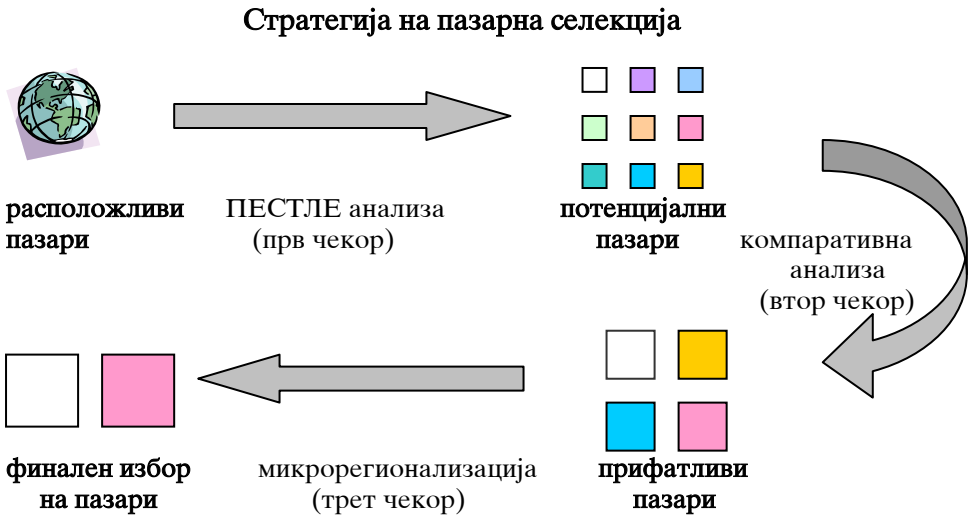 Стратегија на пазарна селекција
расположливи
пазари
ПЕСТЛЕ анализа
(прв чекор)
потенцијални
пазари
компаративна
анализа
(втор чекор)
финален избор
на пазари
микрорегионализација
(трет чекор)
прифатливи
пазари